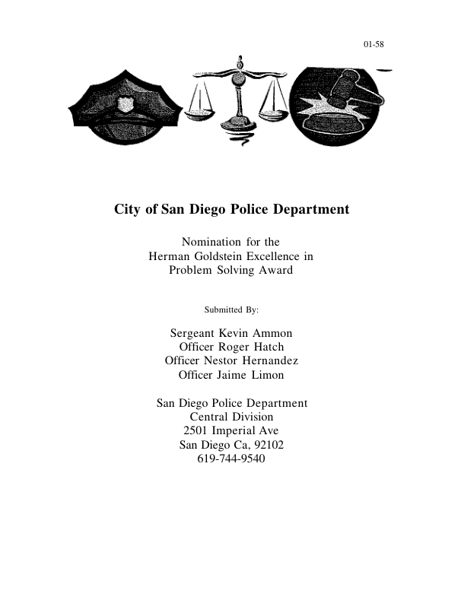 01-58
City of San Diego Police Department
Nomination for the
Herman Goldstein Excellence in
Problem Solving Award
Submitted By:
Sergeant Kevin Ammon
Officer Roger Hatch
Officer Nestor Hernandez
Officer Jaime Limon
San Diego Police Department
Central Division
2501 Imperial Ave
San Diego Ca, 92102
619-744-9540